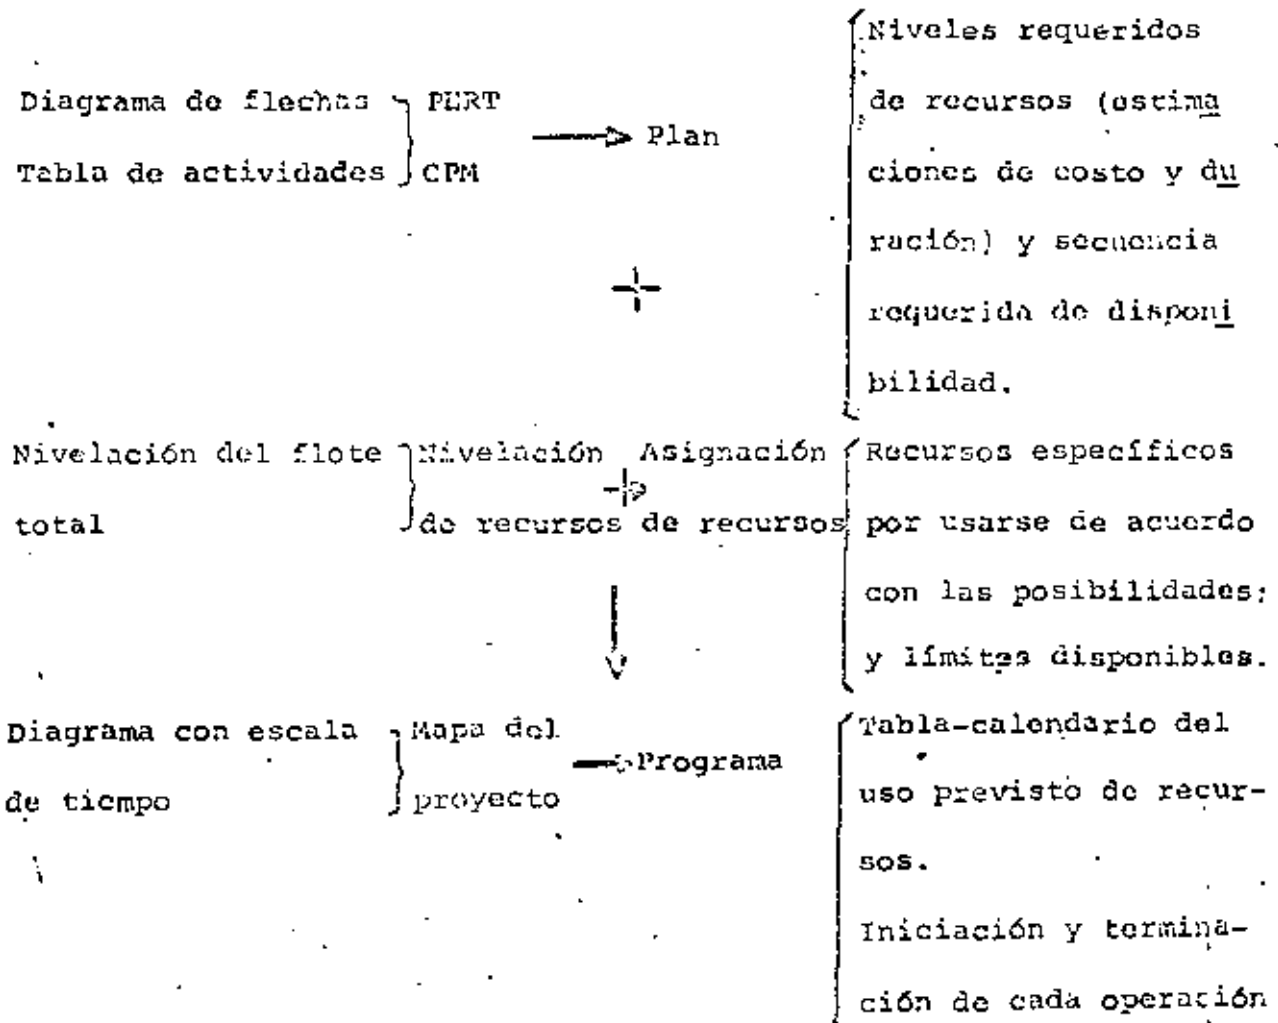 Niveles requeridos
Diagrama de flechas PERT
de recursos (estima
Plan
Tabla de actividades CPM
ciones de costo y du
ración) y secuencia
requerida de disponi
bilidad.
Nivelación del flote Nivelación Asignación Recursos específicos
total de recursos de recursos por usarse de acuerdo
con las posibilidades;
y límites disponibles.
Diagrama con escala Mapa del Tabla-calendario del
Programa
de tiempo proyecto uso previsto de recur-
sos.
Iniciación y termina-
ción de cada operación